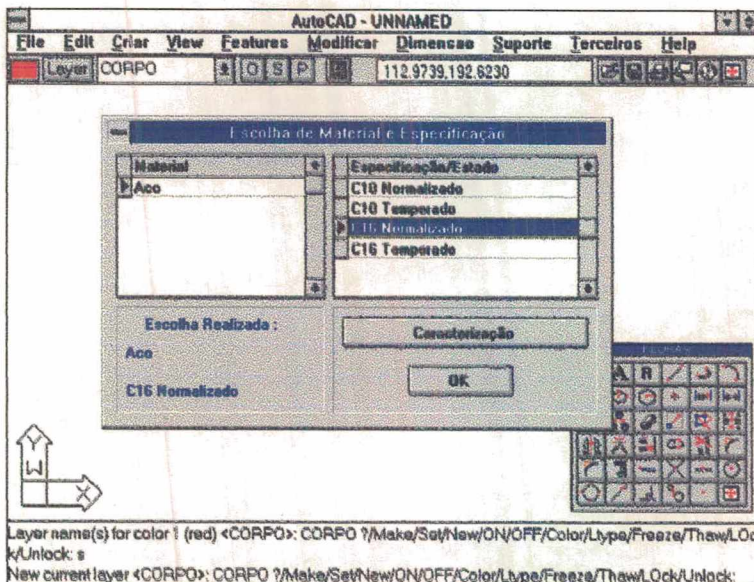 AutoCAD - UNNAMED
File Edit Criar View Features Modificar Dimensao Suporte Terceiros Help
Layer CORPO O S P 112.9739,192.6230
Escolha de Material e Especificação
Material Especificação/Estado
Aco C10 Normalizado
C10 Temperado
C16 Normalizado
C16 Temperado
Escolha Realizada :
Caracterização
Aco
OK
C16 Normalizado
A R
Y
W
X
Layer name(s) for color 1 (red) <CORPO>: CORPO ?/Make/Set/New/ON/OFF/Color/Ltype/Freeze/Thaw/LOc
k/Unlock: s
New current layer <CORPO>: CORPO ?/Make/Set/New/ON/OFF/Color/Ltype/Freeze/Thaw/LOck/Unlock: